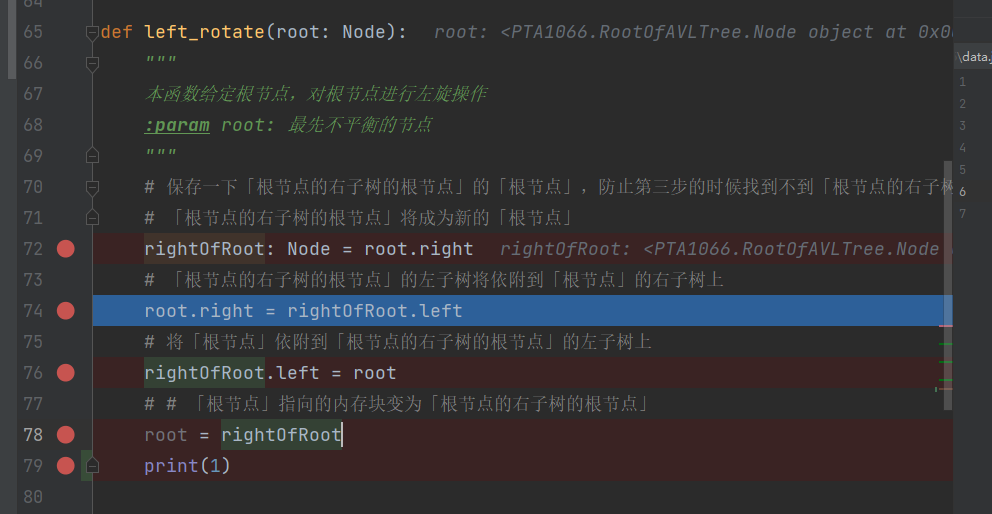 64
65 def left_rotate(root: Node): root: <PTA1066.RootOfAVLTree.Node object at 0x0
66 """
67 本函数给定根节点，对根节点进行左旋操作
68 :param root: 最先不平衡的节点
69 """
70 # 保存一下「根节点的右子树的根节点」的「根节点」，防止第三步的时候找到不到「根节点的右子树
71 # 「根节点的右子树的根节点」将成为新的「根节点」
72 rightOfRoot: Node = root.right rightOfRoot: <PTA1066.RootOfAVLTree.Node
73 # 「根节点的右子树的根节点」的左子树将依附到「根节点」的右子树上
74 root.right = rightOfRoot.left
75 # 将「根节点」依附到「根节点的右子树的根节点」的左子树上
76 rightOfRoot.left = root
77 # # 「根节点」指向的内存块变为「根节点的右子树的根节点」
78 root = rightOfRoot
79 print(1)
80
\data.
1
2
3
4
5
6
7